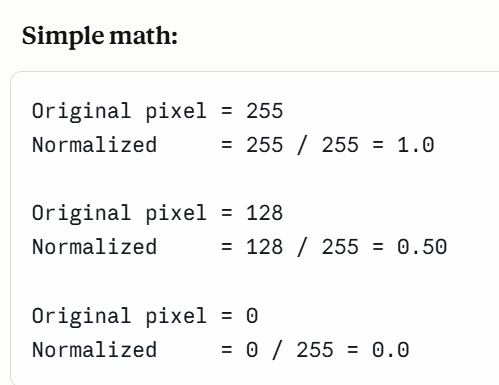 Simple math:
Original pixel = 255
Normalized     = 255 / 255 = 1.0
Original pixel = 128
Normalized     = 128 / 255 = 0.50
Original pixel = 0
Normalized     = 0 / 255 = 0.0